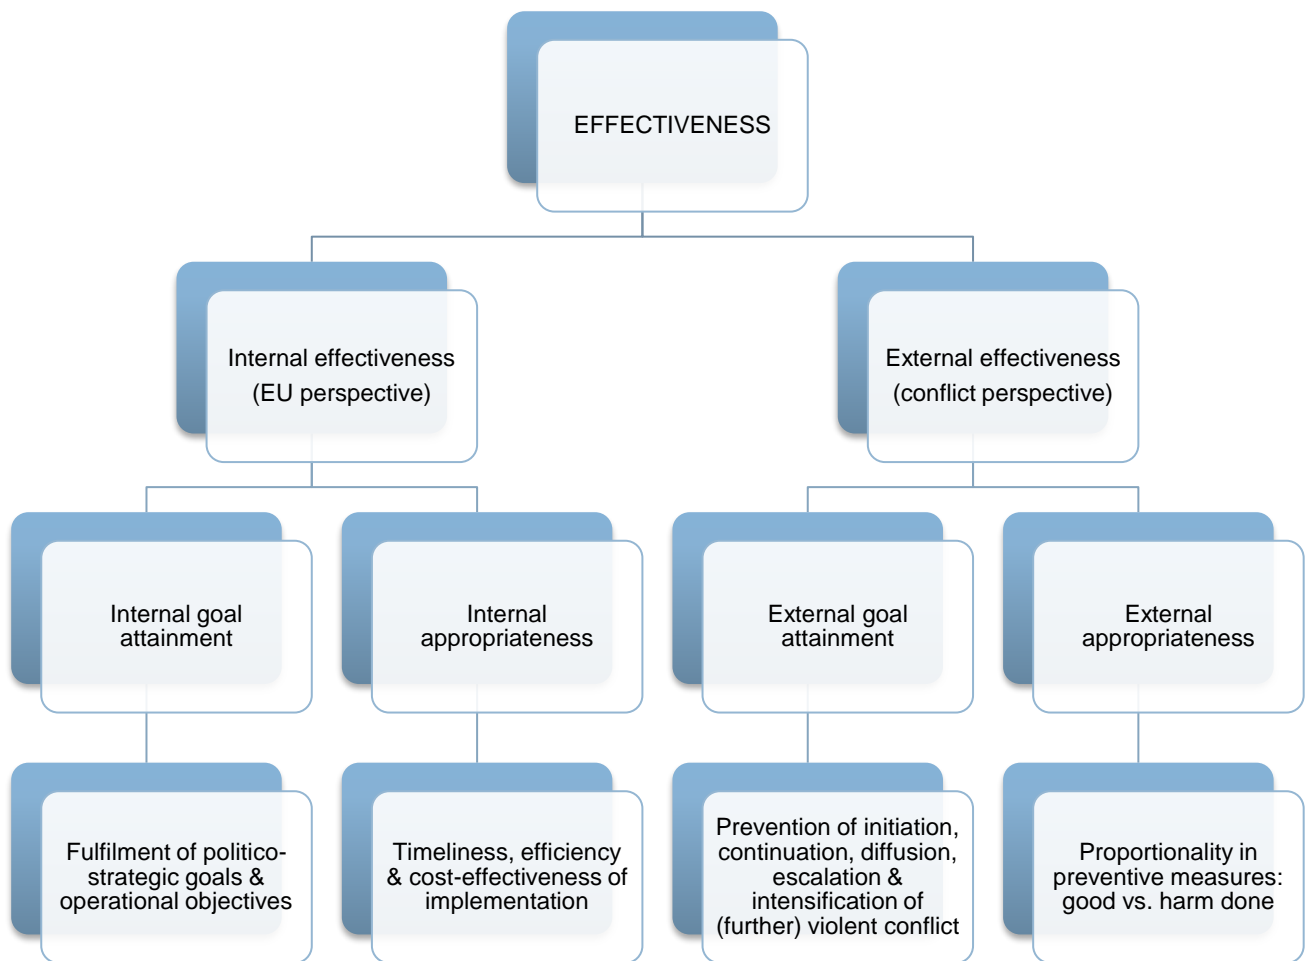 EFFECTIVENESS
Internal effectiveness
(EU perspective)
External effectiveness
(conflict perspective)
Internal goal
attainment
Internal
appropriateness
External goal
attainment
External
appropriateness
Fulfilment of politico-
strategic goals &
operational objectives
Timeliness, efficiency
& cost-effectiveness of
implementation
Prevention of initiation,
continuation, diffusion,
escalation &
intensification of
(further) violent conflict
Proportionality in
preventive measures:
good vs. harm done